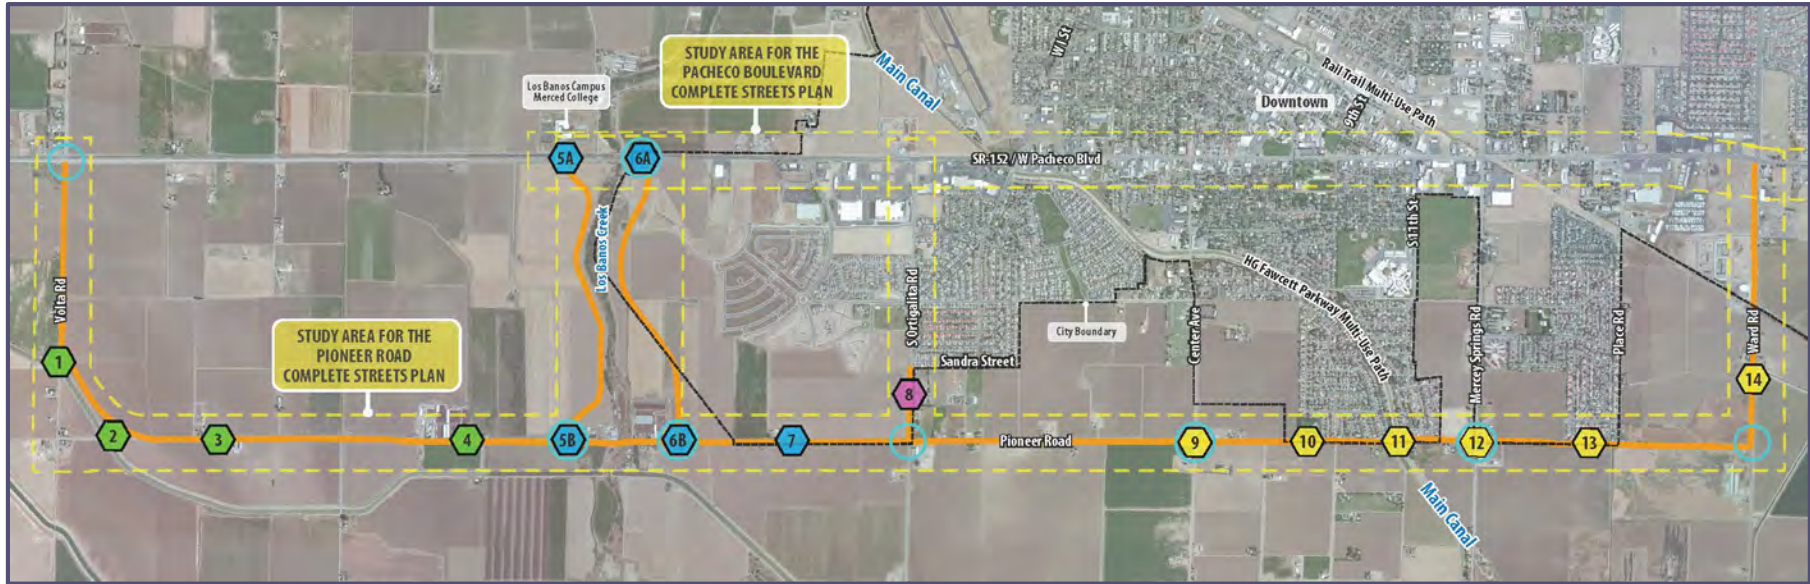 STUDY AREA FOR THE
PACHECO BOULEVARD
COMPLETE STREETS PLAN
Los Banos Campus
Merced College
Main Canal
W I St
Rail Trail Multi-Use Path
Downtown
9th St
5A
6A
SR-152 / W Pacheco Blvd
Los Banos Creek
S 11th St
HG Fawcett Parkway Multi-Use Path
Volta Rd
S Ortigalita Rd
City Boundary
Center Ave
Mercey Springs Rd
Place Rd
Ward Rd
STUDY AREA FOR THE
PIONEER ROAD
COMPLETE STREETS PLAN
Sandra Street
1
8
14
2
3
4
5B
6B
7
Pioneer Road
9
10
11
12
13
Main Canal